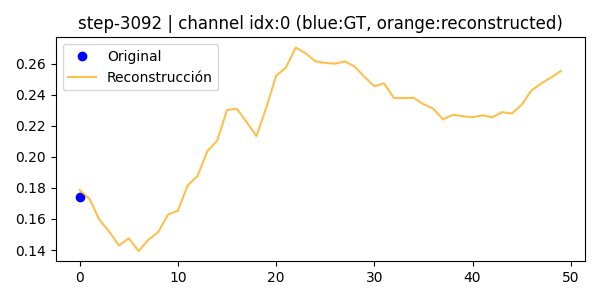 step-3092 | channel idx:0 (blue:GT, orange:reconstructed)
Original
Reconstrucción
0.26
0.24
0.22
0.20
0.18
0.16
0.14
0 10 20 30 40 50